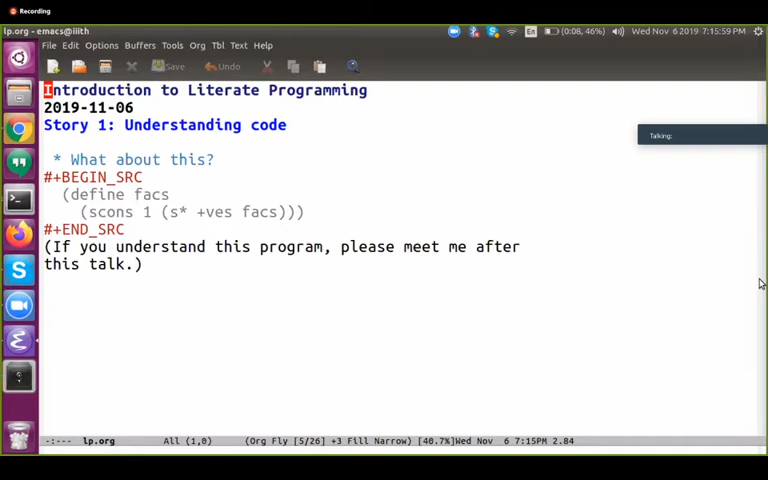 Recording
lp.org - emacs@iiith
En (0:08, 46%) Wed Nov 6 2019 7:15:59 PM
File Edit Options Buffers Tools Org Tbl Text Help
Save Undo
Introduction to Literate Programming
2019-11-06
Story 1: Understanding code
Talking:
* What about this?
#+BEGIN_SRC
(define facs
(scons 1 (s* +ves facs)))
#+END_SRC
(If you understand this program, please meet me after
this talk.)
-:--- lp.org All (1,0) (Org Fly [5/26] +3 Fill Narrow) [40.7%]Wed Nov 6 7:15PM 2.84